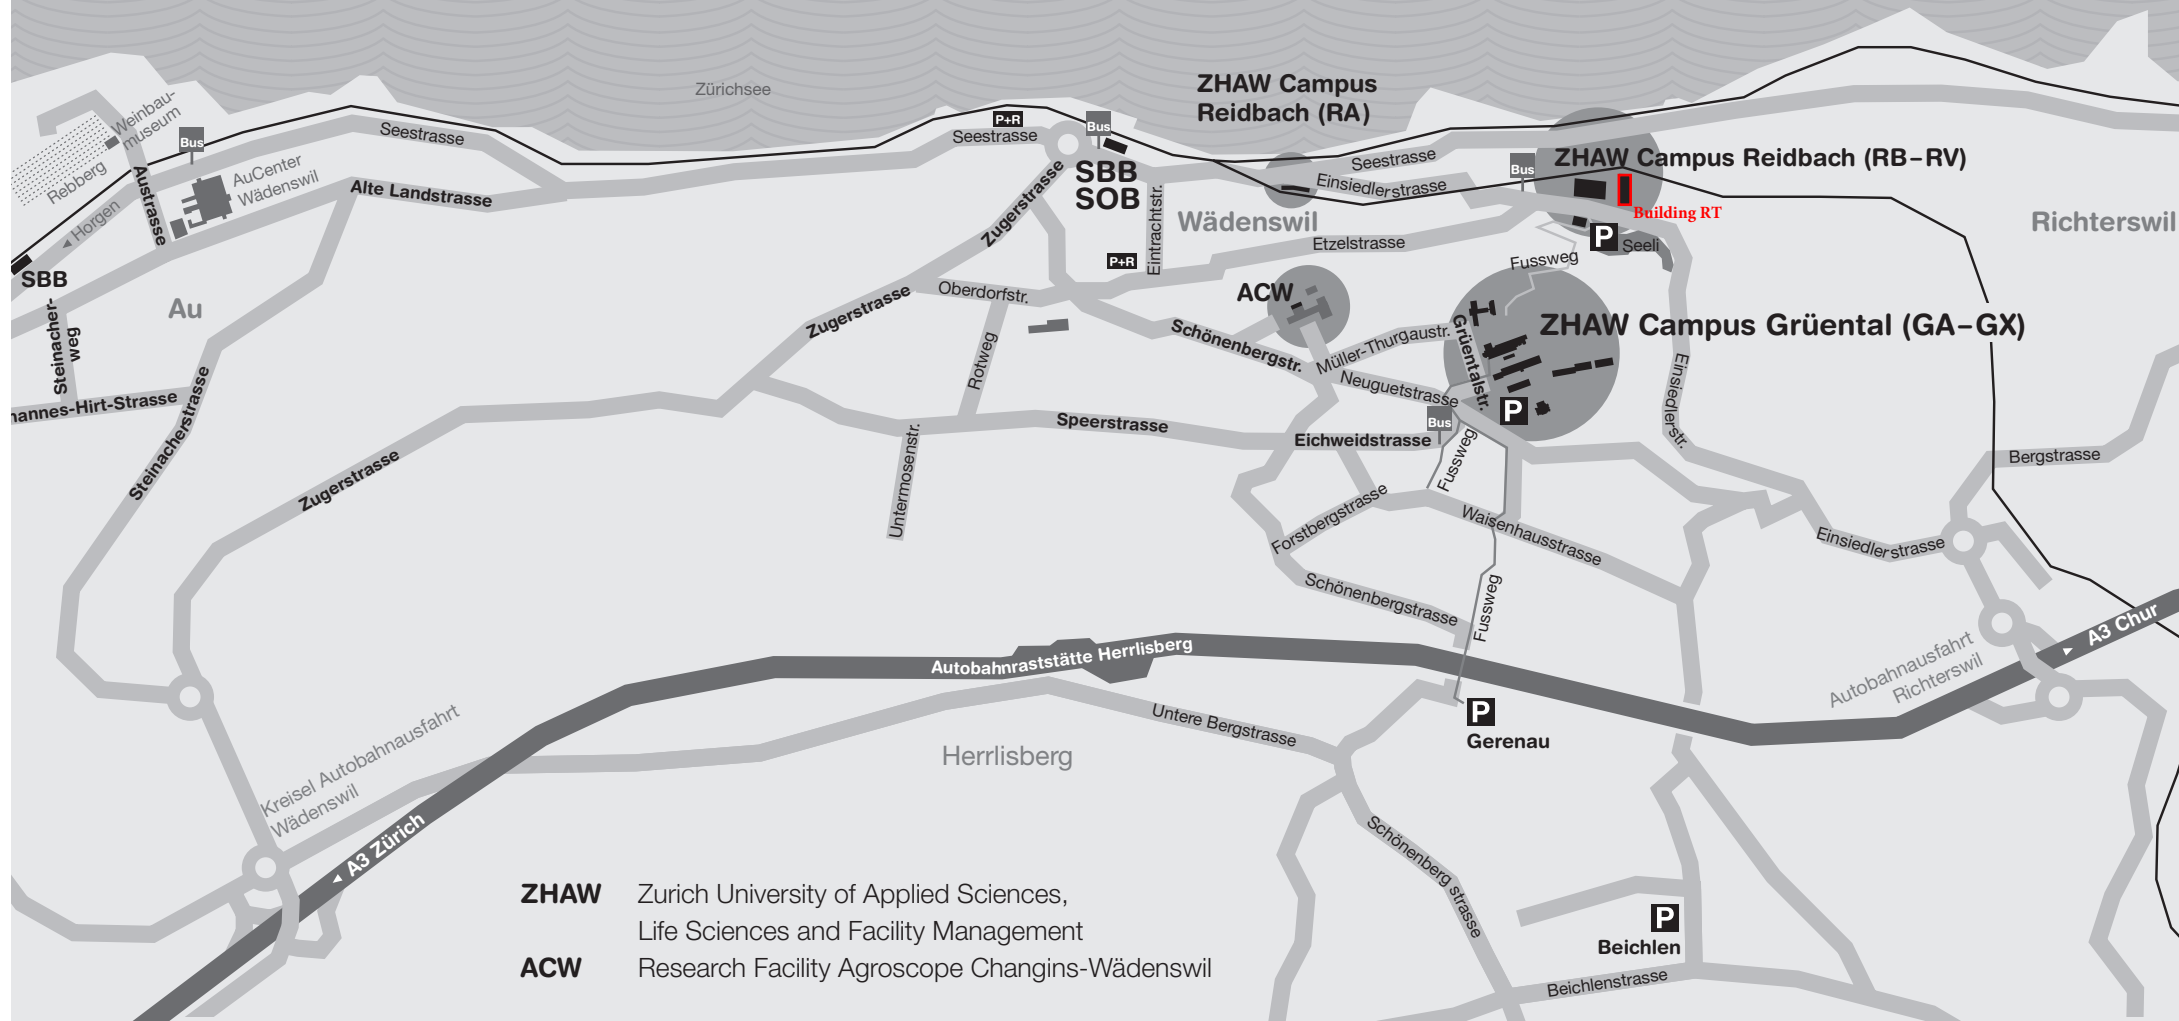 Zürichsee
ZHAW Campus
Reidbach (RA)
Weinbau-
museum
Rebberg
Bus
AuCenter
Wädenswil
Seestrasse
Austrasse
Horgen
SBB
Alte Landstrasse
Au
Steinacher-
weg
hannes-Hirt-Strasse
Steinacherstrasse
P+R
Seestrasse
Bus
SBB
SOB
Zugerstrasse
Eintrachtstr.
P+R
Wädenswil
Seestrasse
Einsiedlerstrasse
Bus
ZHAW Campus Reidbach (RB–RV)
Building RT
P
Seeli
Richterswil
Etzelstrasse
Fussweg
Oberdorfstr.
Zugerstrasse
ACW
Schönenbergstr.
Müller-Thurgaustr.
Grüentalstr.
ZHAW Campus Grüental (GA–GX)
P
Neuguetstrasse
Rotweg
Einsiedlerstr.
Speerstrasse
Eichweidstrasse
Bus
Fussweg
Zugerstrasse
Untermosenstr.
Forstbergstrasse
Waisenhausstrasse
Bergstrasse
Einsiedlerstrasse
Schönenbergstrasse
Fussweg
A3 Chur
Autobahnausfahrt
Richterswil
Autobahnraststätte Herrlisberg
Untere Bergstrasse
P
Gerenau
Herrlisberg
Kreisel Autobahnausfahrt
Wädenswil
A3 Zürich
Schönenberg strasse
P
Beichlen
Beichlenstrasse
ZHAW Zurich University of Applied Sciences,
Life Sciences and Facility Management
ACW Research Facility Agroscope Changins-Wädenswil